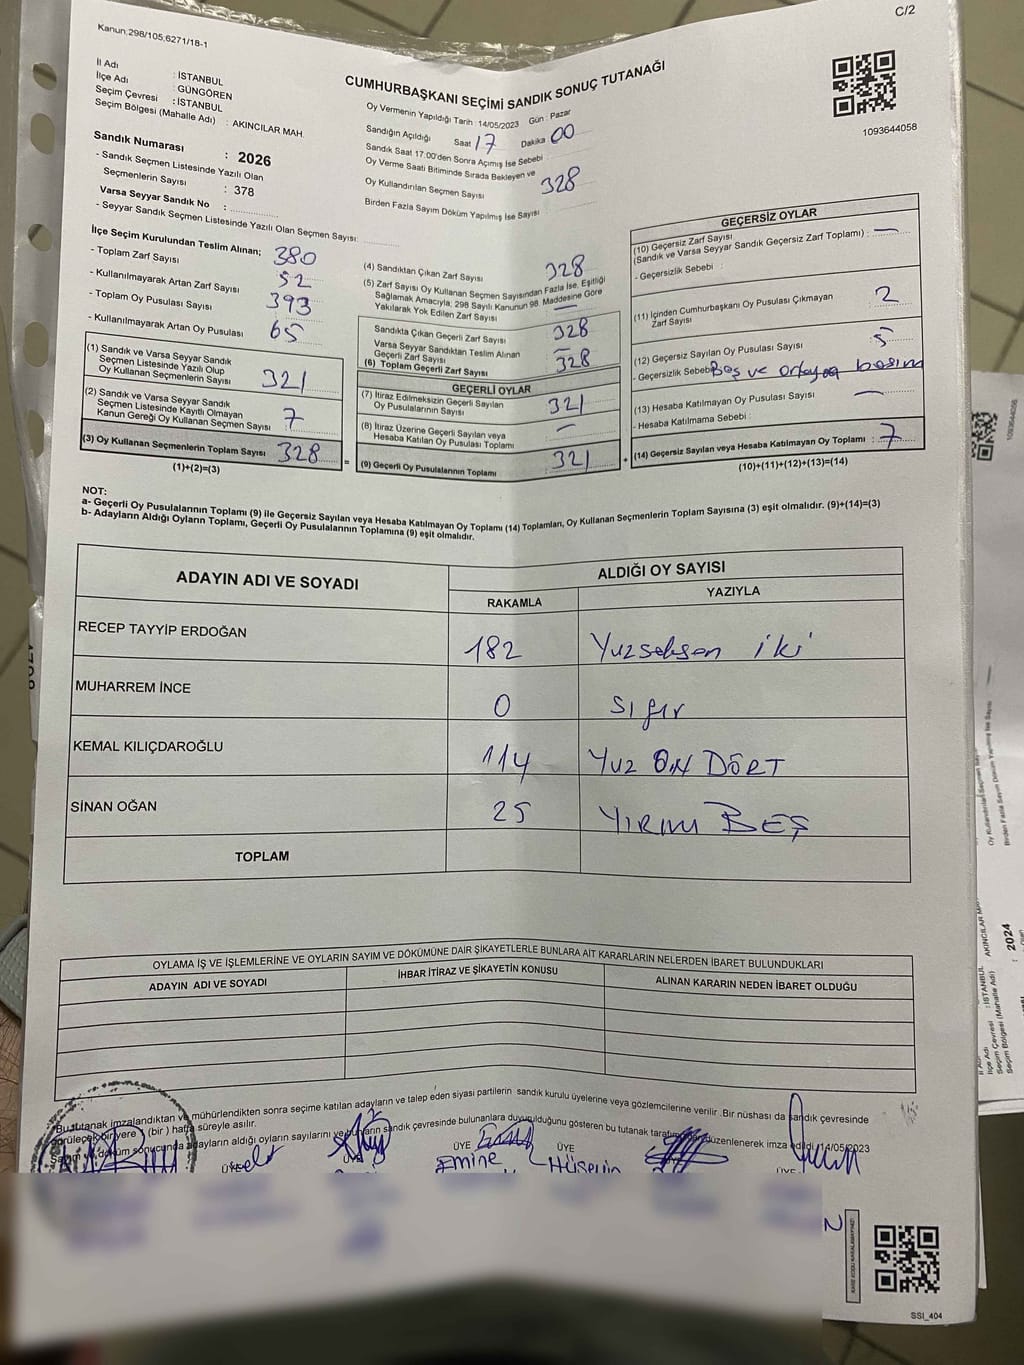 C/2
Kanun;298/105,6271/18-1
CUMHURBAŞKANI SEÇİMİ SANDIK SONUÇ TUTANAĞI
1093644058
İl Adı : İSTANBUL
İlçe Adı : GÜNGÖREN
Seçim Çevresi : İSTANBUL
Seçim Bölgesi (Mahalle Adı) : AKINCILAR MAH.
Sandık Numarası : 2026
- Sandık Seçmen Listesinde Yazılı Olan
Seçmenlerin Sayısı : 378
Varsa Seyyar Sandık No :
- Seyyar Sandık Seçmen Listesinde Yazılı Olan Seçmen Sayısı:
Oy Vermenin Yapıldığı Tarih : 14/05/2023 Gün : Pazar
Sandığın Açıldığı Saat 17 Dakika 00
Sandık Saat 17.00'den Sonra Açımış İse Sebebi :
Oy Verme Saati Bitiminde Sırada Bekleyen ve
Oy Kullandırılan Seçmen Sayısı 328
Birden Fazla Sayım Döküm Yapılmış İse Sayısı :
İlçe Seçim Kurulundan Teslim Alınan;
- Toplam Zarf Sayısı 380
- Kullanılmayarak Artan Zarf Sayısı 52
- Toplam Oy Pusulası Sayısı 393
- Kullanılmayarak Artan Oy Pusulası 65
(1) Sandık ve Varsa Seyyar Sandık
Seçmen Listesinde Yazılı Olup
Oy Kullanan Seçmenlerin Sayısı 321
(2) Sandık ve Varsa Seyyar Sandık
Seçmen Listesinde Kayıtlı Olmayan
Kanun Gereği Oy Kullanan Seçmen Sayısı 7
(3) Oy Kullanan Seçmenlerin Toplam Sayısı 328 =
(1)+(2)=(3)
(4) Sandıktan Çıkan Zarf Sayısı 328
(5) Zarf Sayısı Oy Kullanan Seçmen Sayısından Fazla İse, Eşitliği
Sağlamak Amacıyla, 298 Sayılı Kanunun 98. Maddesine Göre
Yakılarak Yok Edilen Zarf Sayısı —
Sandıkta Çıkan Geçerli Zarf Sayısı 328
Varsa Seyyar Sandıktan Teslim Alınan
Geçerli Zarf Sayısı
(6) Toplam Geçerli Zarf Sayısı 328
GEÇERLİ OYLAR
(7) İtiraz Edilmeksizin Geçerli Sayılan
Oy Pusulalarının Sayısı 321
(8) İtiraz Üzerine Geçerli Sayılan veya
Hesaba Katılan Oy Pusulası Toplamı —
(9) Geçerli Oy Pusulalarının Toplamı 321 +
GEÇERSİZ OYLAR
(10) Geçersiz Zarf Sayısı
(Sandık ve Varsa Seyyar Sandık Geçersiz Zarf Toplamı) : —
- Geçersizlik Sebebi :
(11) İçinden Cumhurbaşkanı Oy Pusulası Çıkmayan
Zarf Sayısı 2
(12) Geçersiz Sayılan Oy Pusulası Sayısı : 5
- Geçersizlik Sebebi Boş ve ortaya basım
(13) Hesaba Katılmayan Oy Pusulası Sayısı —
- Hesaba Katılmama Sebebi :
(14) Geçersiz Sayılan veya Hesaba Katılmayan Oy Toplamı : 7
(10)+(11)+(12)+(13)=(14)
NOT:
a- Geçerli Oy Pusulalarının Toplamı (9) ile Geçersiz Sayılan veya Hesaba Katılmayan Oy Toplamı (14) Toplamları, Oy Kullanan Seçmenlerin Toplam Sayısına (3) eşit olmalıdır. (9)+(14)=(3)
b- Adayların Aldığı Oyların Toplamı, Geçerli Oy Pusulalarının Toplamına (9) eşit olmalıdır.
ADAYIN ADI VE SOYADI
ALDIĞI OY SAYISI
RAKAMLA YAZIYLA
RECEP TAYYİP ERDOĞAN 182 Yüzseksen iki
MUHARREM İNCE 0 sıfır
KEMAL KILIÇDAROĞLU 114 YUZ ON DÖRT
SİNAN OĞAN 25 YİRMİ BEŞ
TOPLAM
OYLAMA İŞ VE İŞLEMLERİNE VE OYLARIN SAYIM VE DÖKÜMÜNE DAİR ŞİKAYETLERLE BUNLARA AİT KARARLARIN NELERDEN İBARET BULUNDUKLARI
ADAYIN ADI VE SOYADI İHBAR İTİRAZ VE ŞİKAYETİN KONUSU ALINAN KARARIN NEDEN İBARET OLDUĞU
Bu tutanak imzalandıktan ve mühürlendikten sonra seçime katılan adayların ve talep eden siyasi partilerin sandık kurulu üyelerine veya gözlemcilerine verilir. Bir nüshası da sandık çevresinde
görülecek bir yere 1 (bir) hafta süreyle asılır.
sonucunda adayların aldığı oyların sayılarını ve sandık çevresinde bulunanlara duyurulduğunu gösteren bu tutanak düzenlenerek imza edildi. 14/05/2023
ÜYE ÜYE ÜYE
Emine Hüseyin
N
SSI_404
1093644058
AKINCILAR
: İSTANBUL
2024